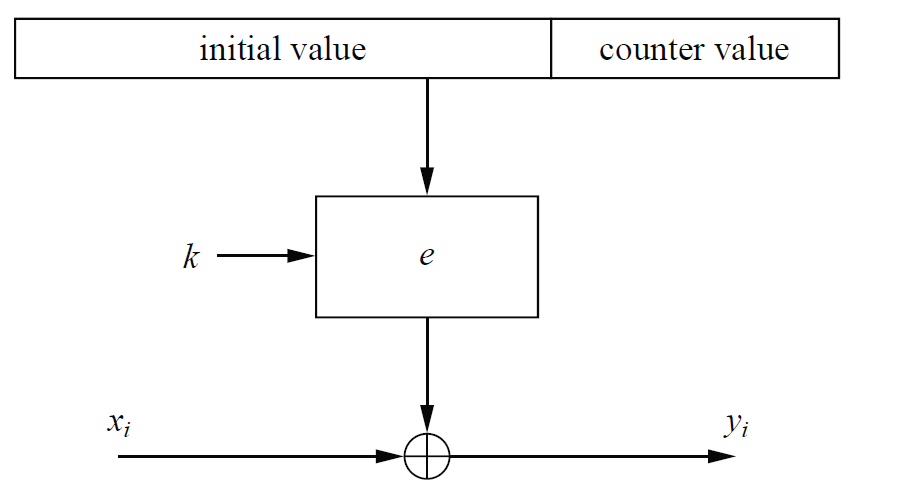 initial value counter value
k
e
x_i
y_i